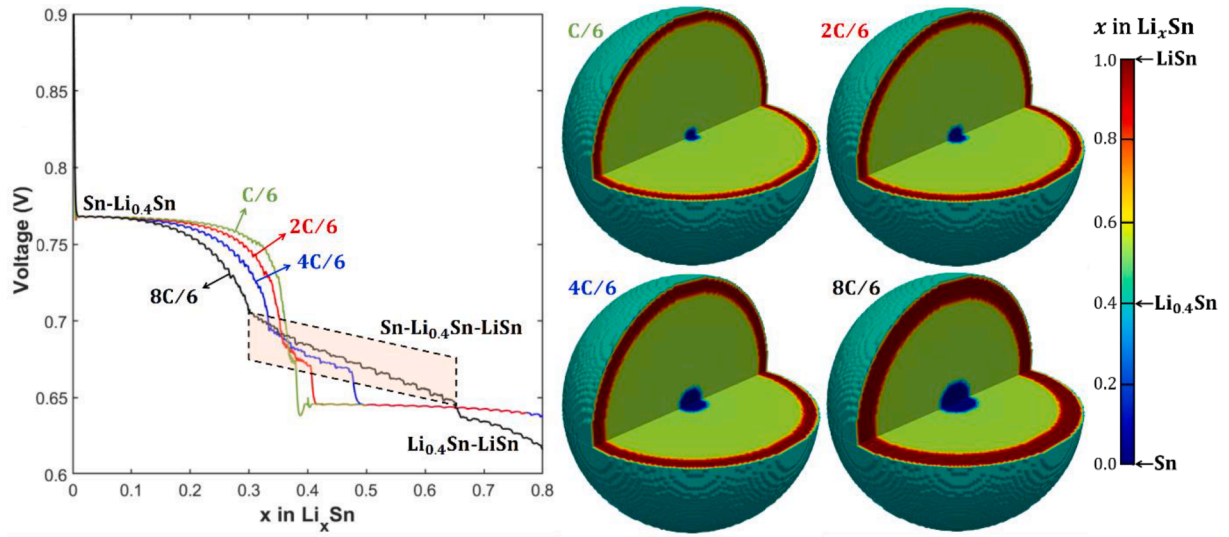 0.9
0.85
0.8
0.75
0.7
0.65
0.6
Voltage (V)
0
0.1
0.2
0.3
0.4
0.5
0.6
0.7
0.8
x in LiₓSn
Sn-Li₀.₄Sn
C/6
2C/6
4C/6
8C/6
Sn-Li₀.₄Sn-LiSn
Li₀.₄Sn-LiSn
C/6
2C/6
4C/6
8C/6
x in LiₓSn
1.0
LiSn
0.8
0.6
0.4
Li₀.₄Sn
0.2
0.0
Sn